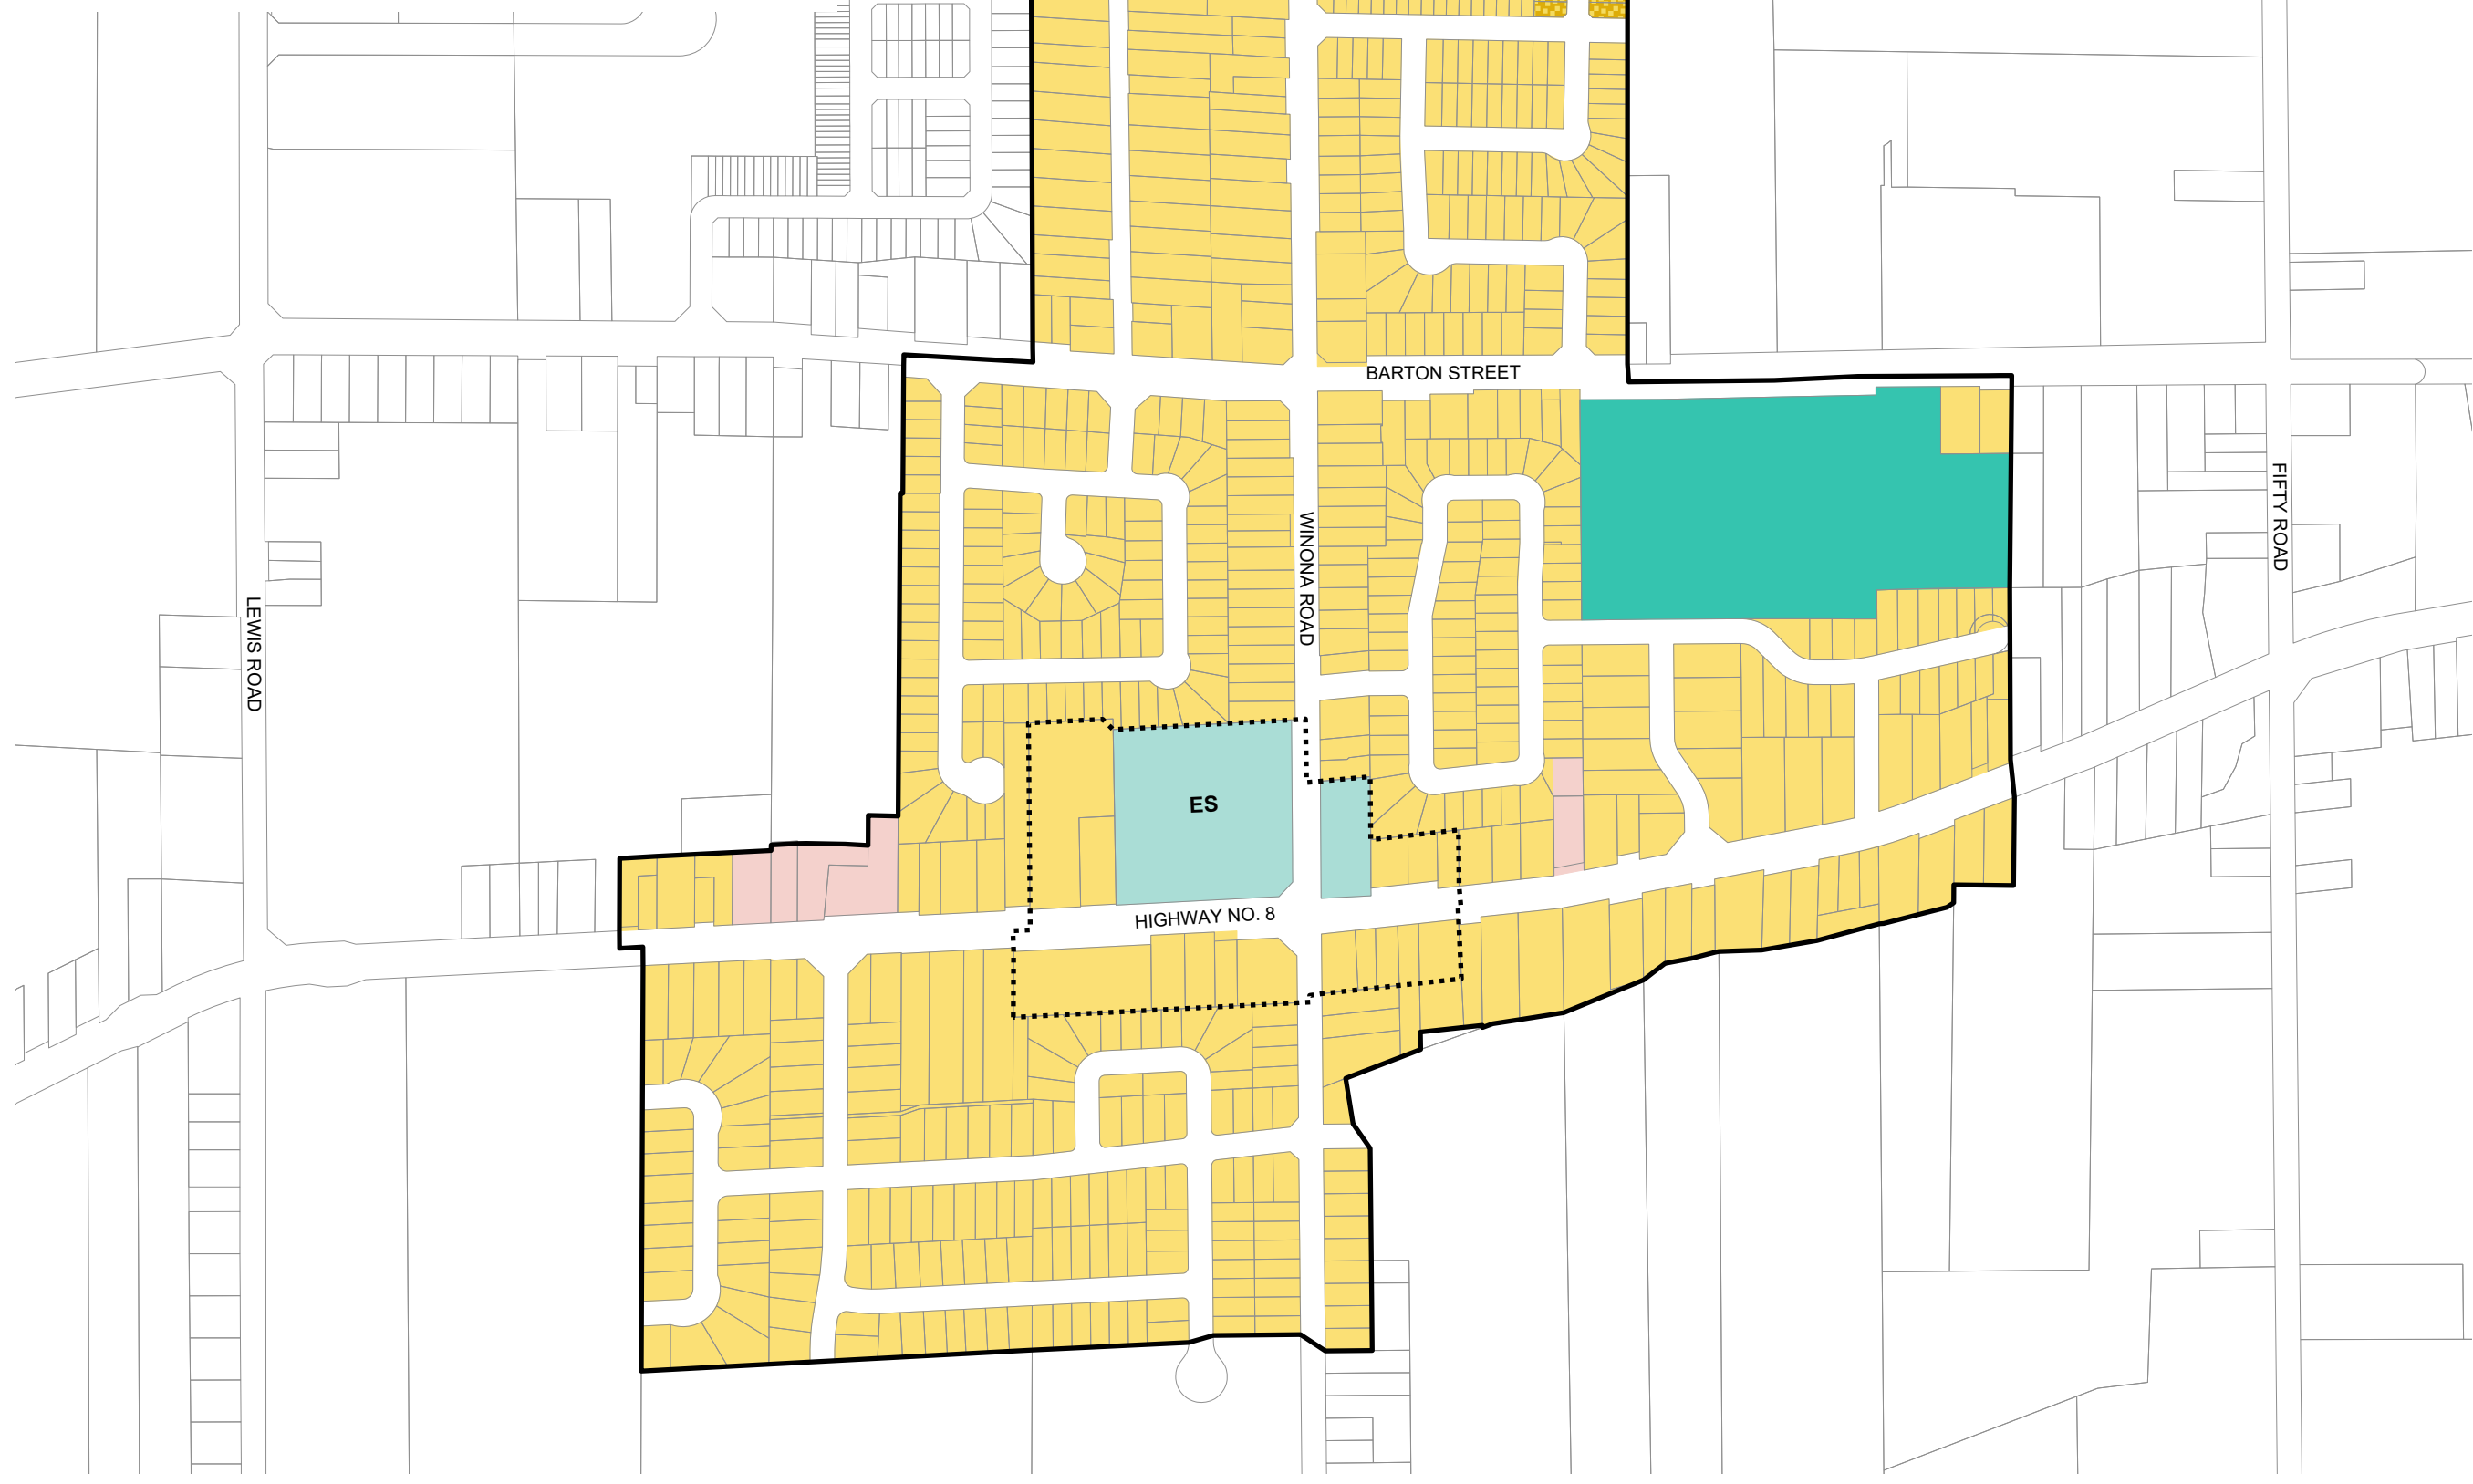 BARTON STREET
FIFTY ROAD
WINONA ROAD
LEWIS ROAD
ES
HIGHWAY NO. 8